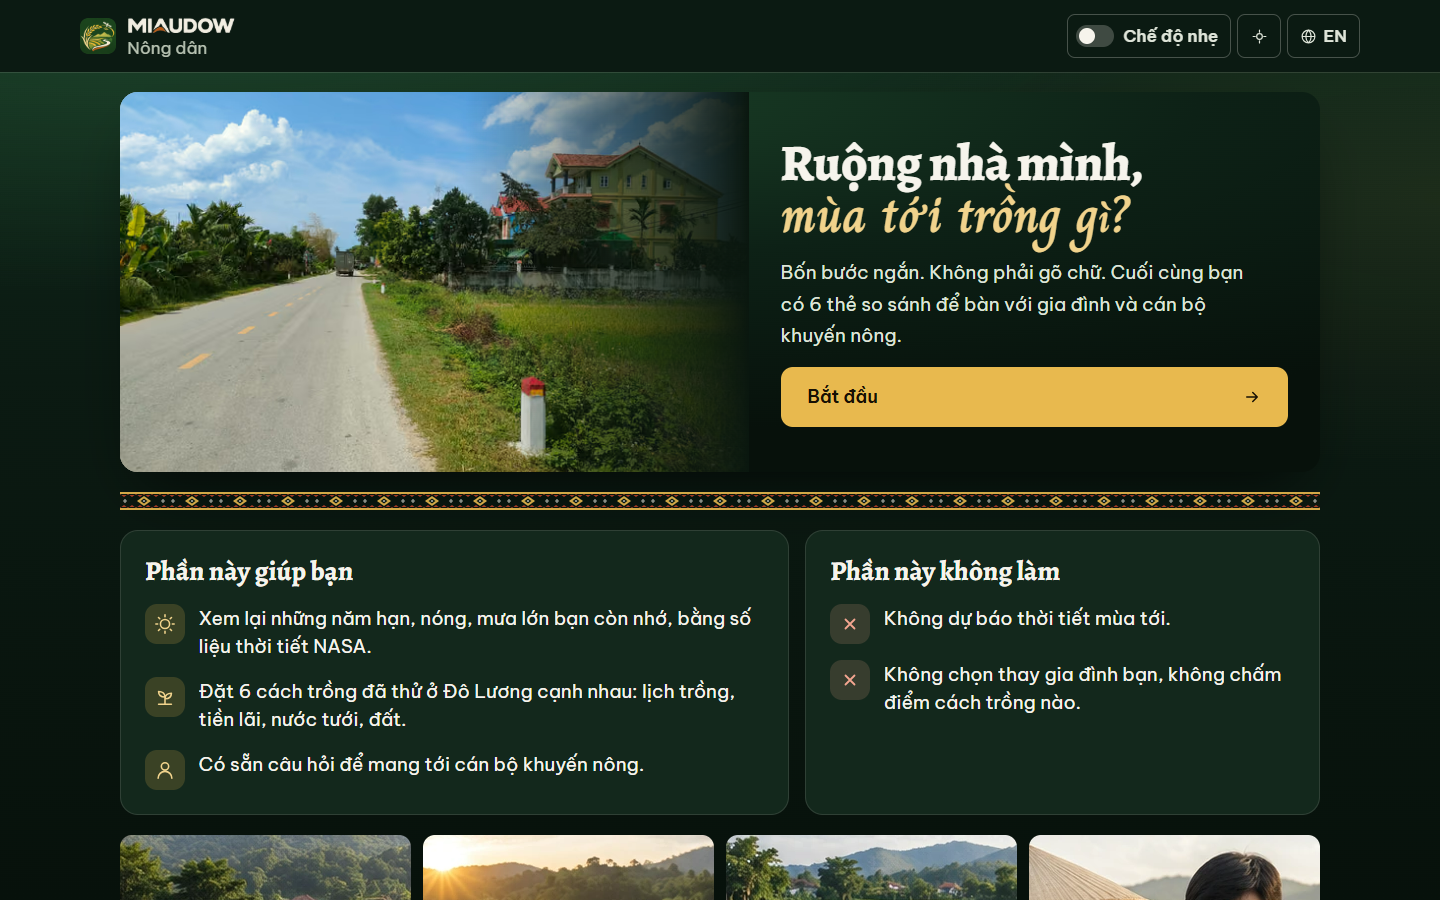 MIAUDOW
Nông dân
Chế độ nhẹ
EN
Ruộng nhà mình,
mùa tới trồng gì?
Bốn bước ngắn. Không phải gõ chữ. Cuối cùng bạn
có 6 thẻ so sánh để bàn với gia đình và cán bộ
khuyến nông.
Bắt đầu
Phần này giúp bạn
Xem lại những năm hạn, nóng, mưa lớn bạn còn nhớ, bằng số
liệu thời tiết NASA.
Đặt 6 cách trồng đã thử ở Đô Lương cạnh nhau: lịch trồng,
tiền lãi, nước tưới, đất.
Có sẵn câu hỏi để mang tới cán bộ khuyến nông.
Phần này không làm
Không dự báo thời tiết mùa tới.
Không chọn thay gia đình bạn, không chấm
điểm cách trồng nào.